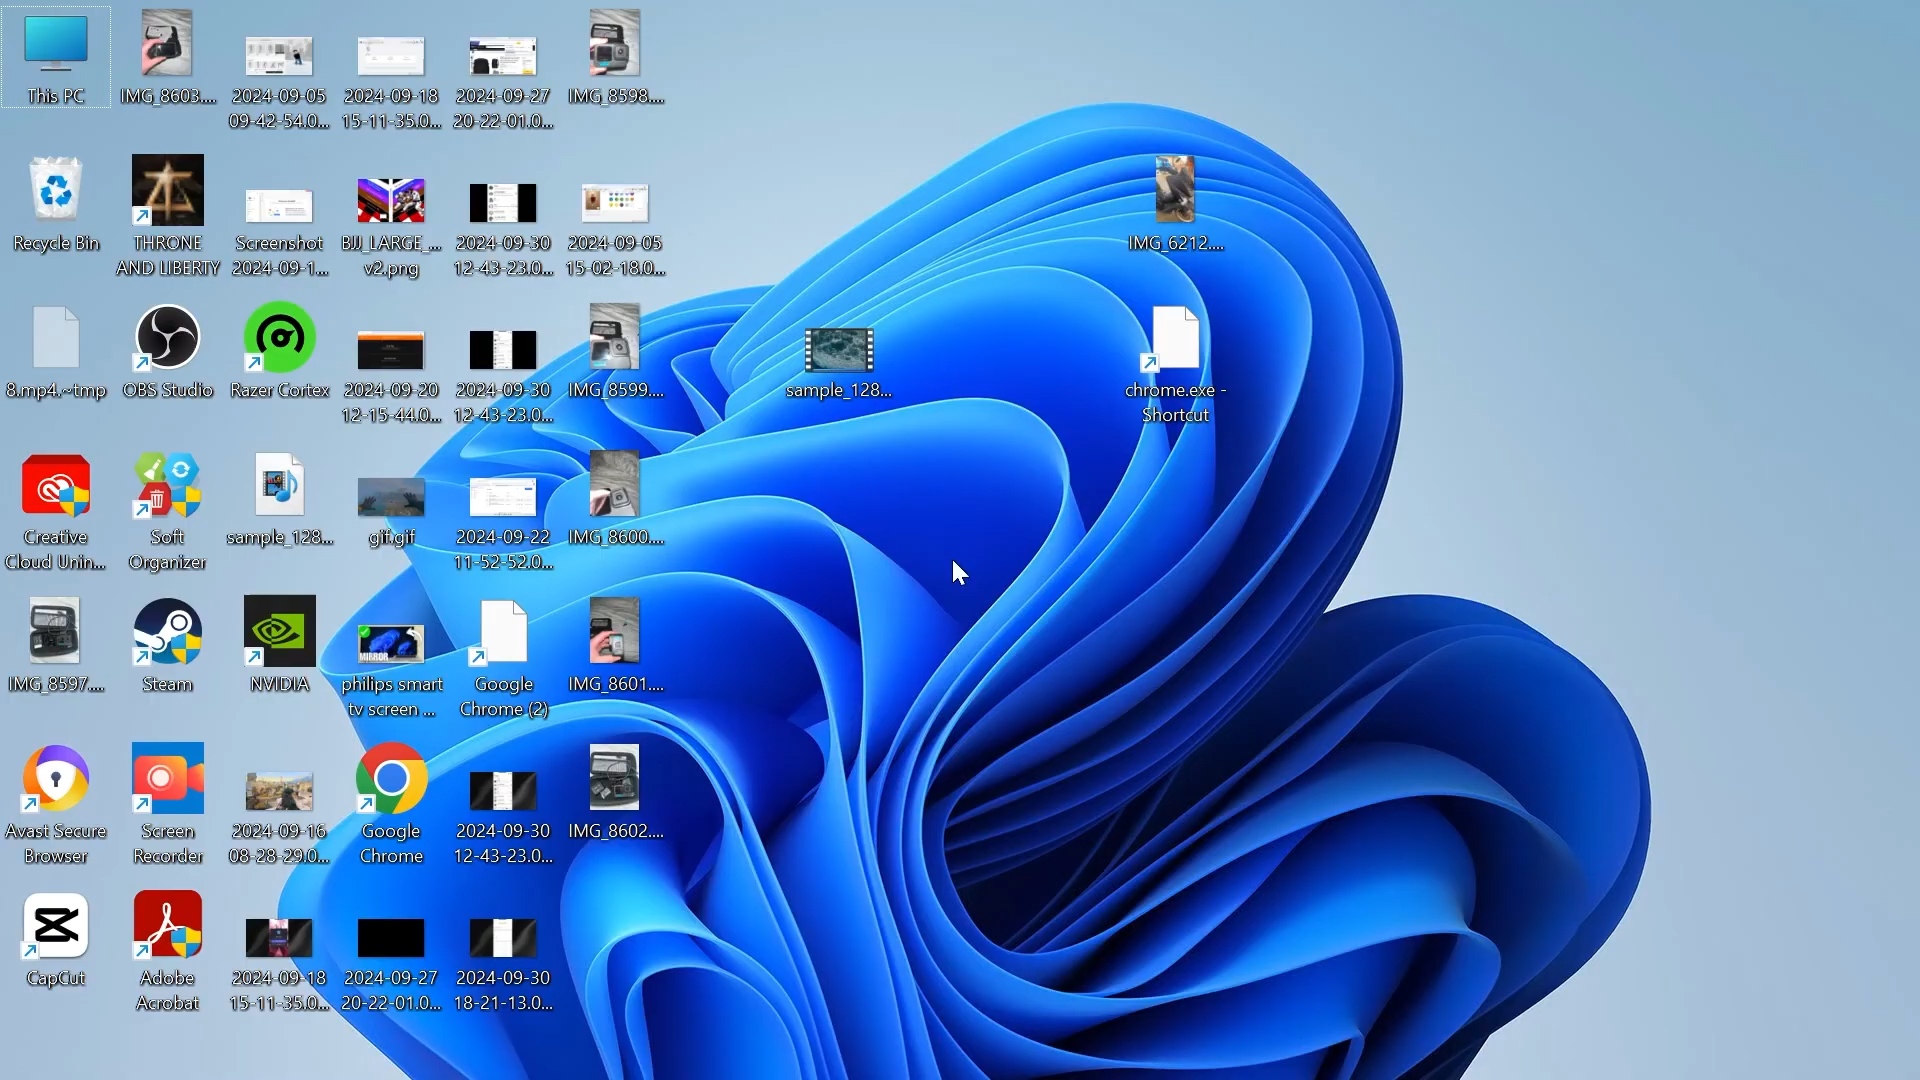 This PC
IMG_8603....
2024-09-05
09-42-54.0...
2024-09-18
15-11-35.0...
2024-09-27
20-22-01.0...
IMG_8598....
Recycle Bin
THRONE
AND LIBERTY
Screenshot
2024-09-1...
BJJ_LARGE_...
v2.png
2024-09-30
12-43-23.0...
2024-09-05
15-02-18.0...
IMG_6212....
8.mp4.~tmp
OBS Studio
Razer Cortex
2024-09-20
12-15-44.0...
2024-09-30
12-43-23.0...
IMG_8599....
sample_128...
chrome.exe -
Shortcut
Creative
Cloud Unin...
Soft
Organizer
sample_128...
gif.gif
2024-09-22
11-52-52.0...
IMG_8600....
IMG_8597....
Steam
NVIDIA
MIRROR
philips smart
tv screen ...
Google
Chrome (2)
IMG_8601....
Avast Secure
Browser
Screen
Recorder
2024-09-16
08-28-29.0...
Google
Chrome
2024-09-30
12-43-23.0...
IMG_8602....
CapCut
Adobe
Acrobat
2024-09-18
15-11-35.0...
2024-09-27
20-22-01.0...
2024-09-30
18-21-13.0...